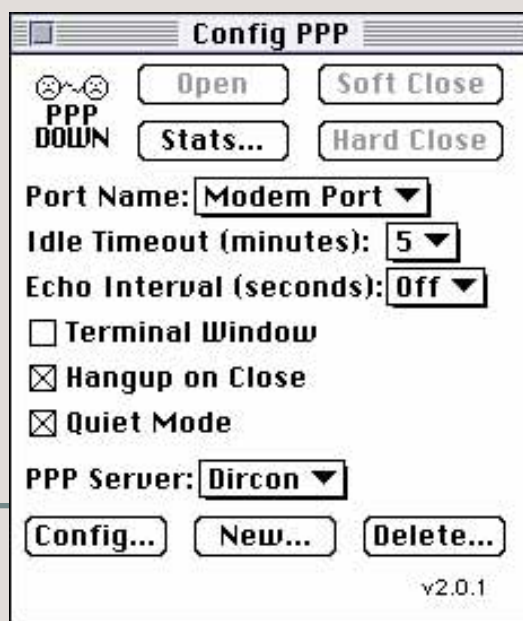 Config PPP
Open Soft Close
PPP
DOWN
Stats... Hard Close
Port Name: Modem Port
Idle Timeout (minutes): 5
Echo Interval (seconds): Off
Terminal Window
Hangup on Close
Quiet Mode
PPP Server: Dircon
Config... New... Delete...
v2.0.1